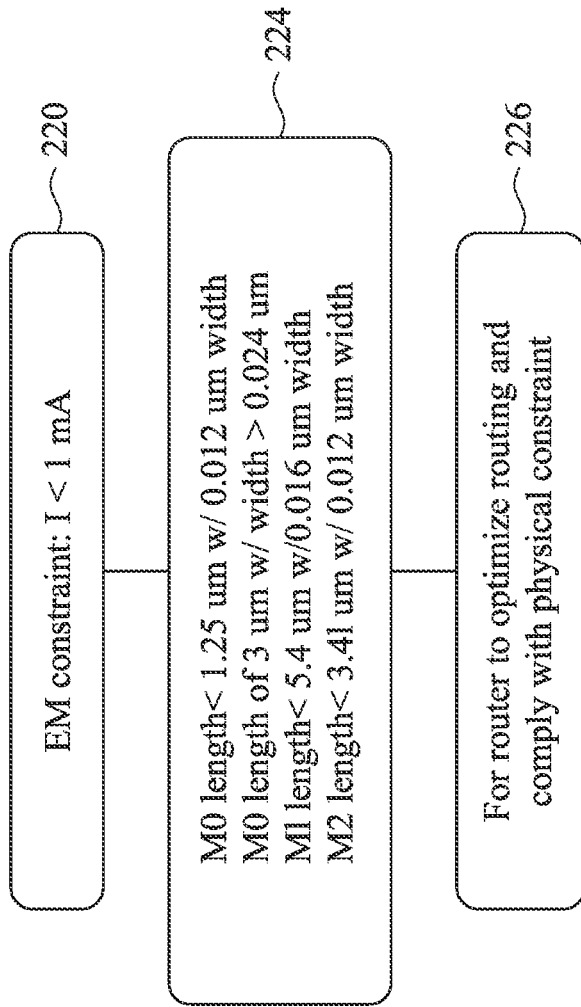 EM constraint: I < 1 mA
220
M0 length< 1.25 um w/ 0.012 um width
M0 length of 3 um w/ width > 0.024 um
M1 length< 5.4 um w/0.016 um width
M2 length< 3.41 um w/ 0.012 um width
224
For router to optimize routing and
comply with physical constraint
226